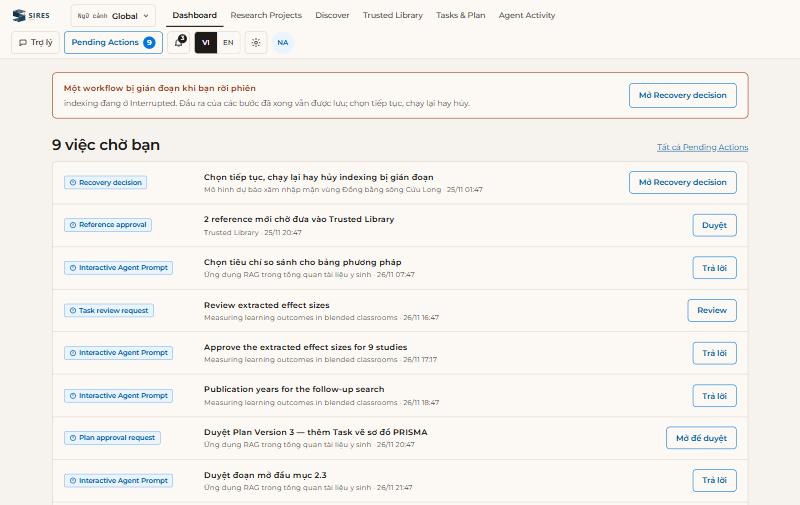 SIRES
Ngữ cảnh Global
Dashboard
Research Projects
Discover
Trusted Library
Tasks & Plan
Agent Activity
Trợ lý
Pending Actions 9
3
VI
EN
NA
Một workflow bị gián đoạn khi bạn rời phiên
indexing đang ở Interrupted. Đầu ra của các bước đã xong vẫn được lưu; chọn tiếp tục, chạy lại hay hủy.
Mở Recovery decision
9 việc chờ bạn
Tất cả Pending Actions
Recovery decision
Chọn tiếp tục, chạy lại hay hủy indexing bị gián đoạn
Mô hình dự báo xâm nhập mặn vùng Đồng bằng sông Cửu Long · 25/11 01:47
Mở Recovery decision
Reference approval
2 reference mới chờ đưa vào Trusted Library
Trusted Library · 25/11 20:47
Duyệt
Interactive Agent Prompt
Chọn tiêu chí so sánh cho bảng phương pháp
Ứng dụng RAG trong tổng quan tài liệu y sinh · 26/11 07:47
Trả lời
Task review request
Review extracted effect sizes
Measuring learning outcomes in blended classrooms · 26/11 16:47
Review
Interactive Agent Prompt
Approve the extracted effect sizes for 9 studies
Measuring learning outcomes in blended classrooms · 26/11 17:17
Trả lời
Interactive Agent Prompt
Publication years for the follow-up search
Measuring learning outcomes in blended classrooms · 26/11 18:47
Trả lời
Plan approval request
Duyệt Plan Version 3 — thêm Task vẽ sơ đồ PRISMA
Ứng dụng RAG trong tổng quan tài liệu y sinh · 26/11 20:47
Mở để duyệt
Interactive Agent Prompt
Duyệt đoạn mở đầu mục 2.3
Ứng dụng RAG trong tổng quan tài liệu y sinh · 26/11 21:47
Trả lời